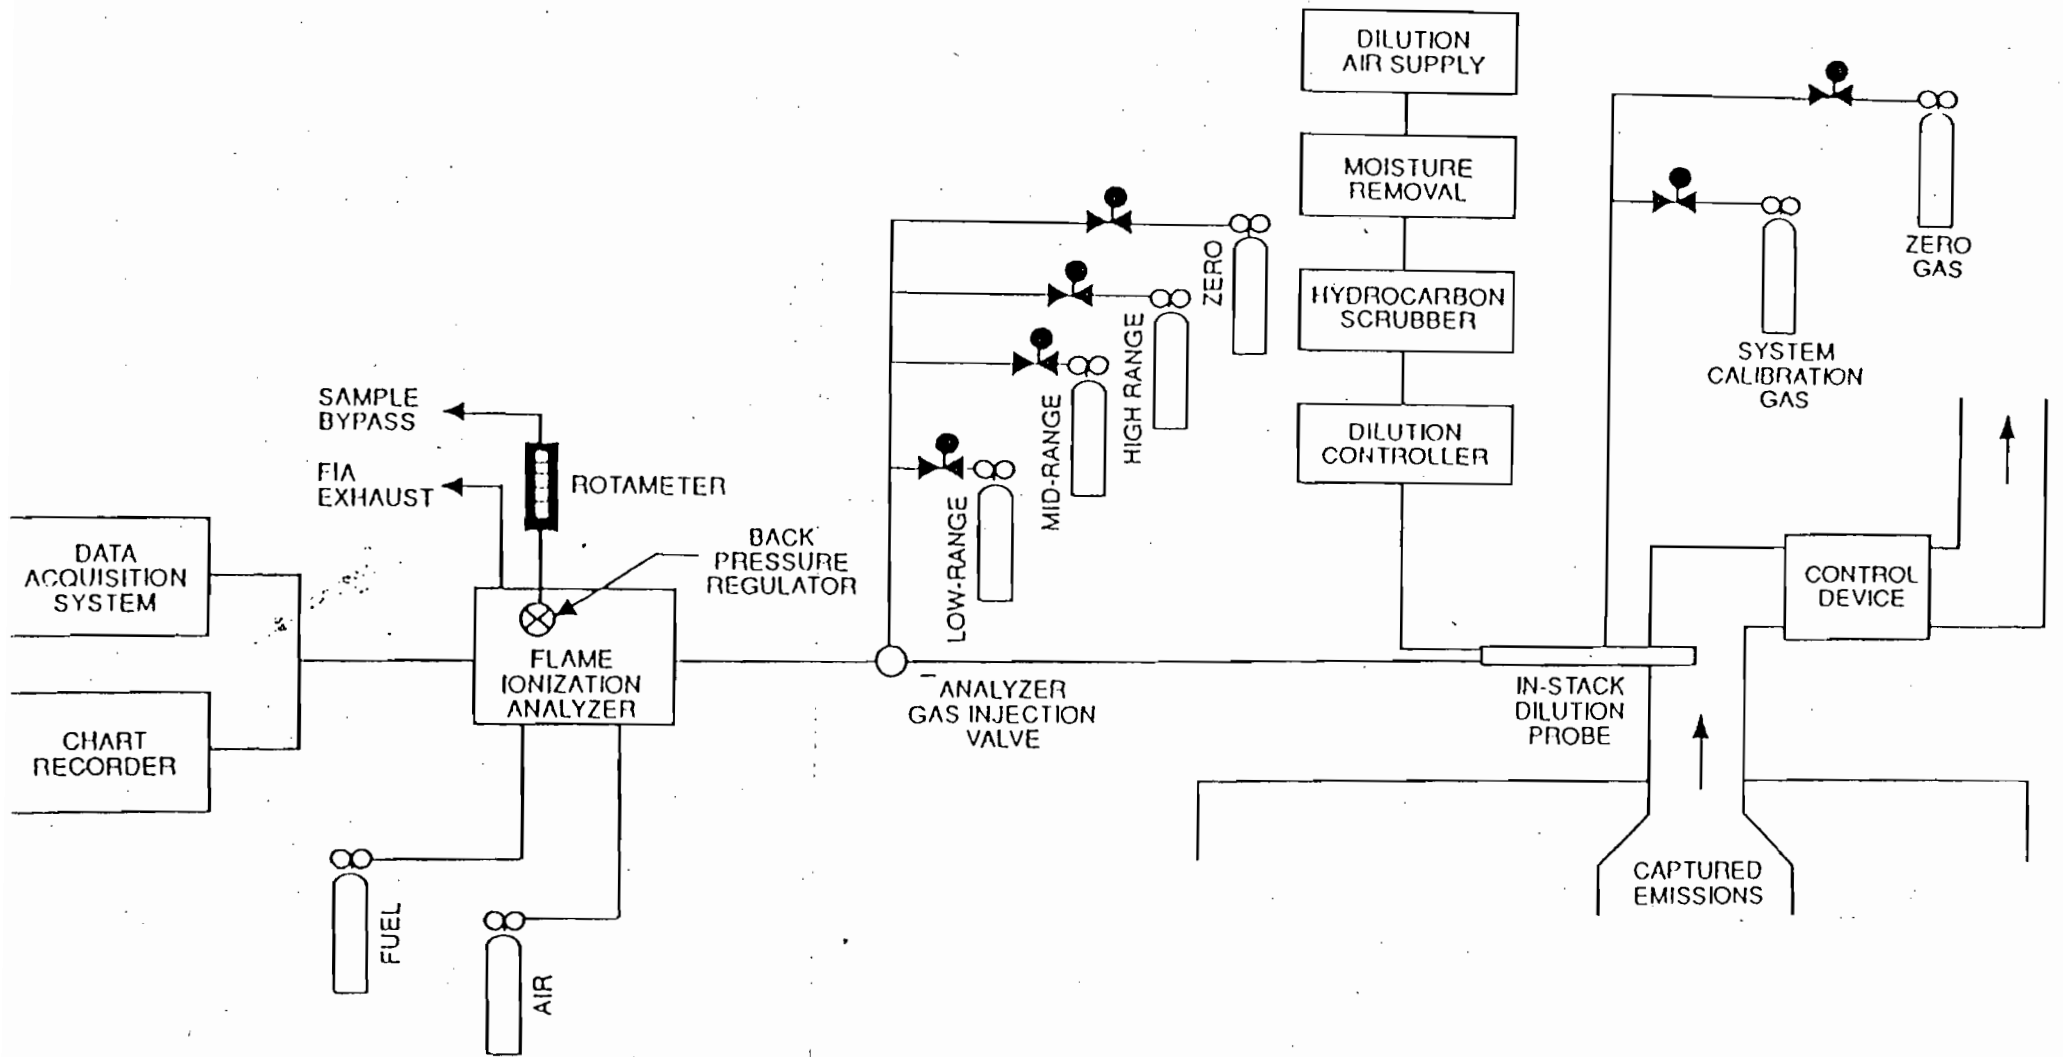 DILUTION
AIR SUPPLY
MOISTURE
REMOVAL
HYDROCARBON
SCRUBBER
DILUTION
CONTROLLER
ZERO
GAS
SYSTEM
CALIBRATION
GAS
ZERO
HIGH RANGE
MID-RANGE
LOW-RANGE
SAMPLE
BYPASS
FIA
EXHAUST
ROTAMETER
BACK
PRESSURE
REGULATOR
DATA
ACQUISITION
SYSTEM
CHART
RECORDER
FLAME
IONIZATION
ANALYZER
ANALYZER
GAS INJECTION
VALVE
IN-STACK
DILUTION
PROBE
CONTROL
DEVICE
CAPTURED
EMISSIONS
FUEL
AIR